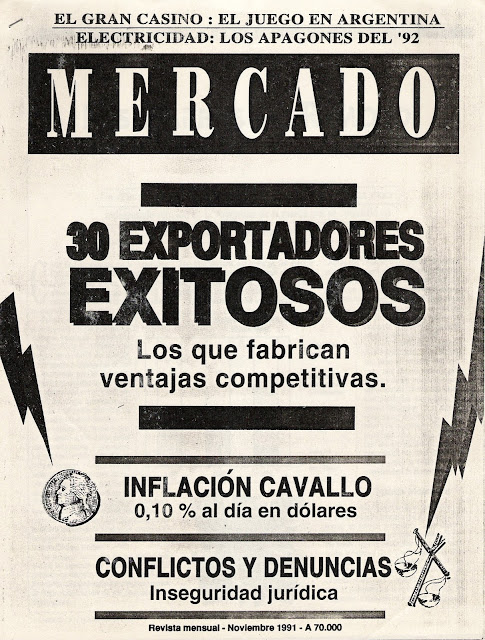 EL GRAN CASINO : EL JUEGO EN ARGENTINA
ELECTRICIDAD: LOS APAGONES DEL '92
MERCADO
30 EXPORTADORES
EXITOSOS
Los que fabrican
ventajas competitivas.
INFLACIÓN CAVALLO
0,10 % al día en dólares
CONFLICTOS Y DENUNCIAS
Inseguridad jurídica
Revista mensual - Noviembre 1991 - A 70.000